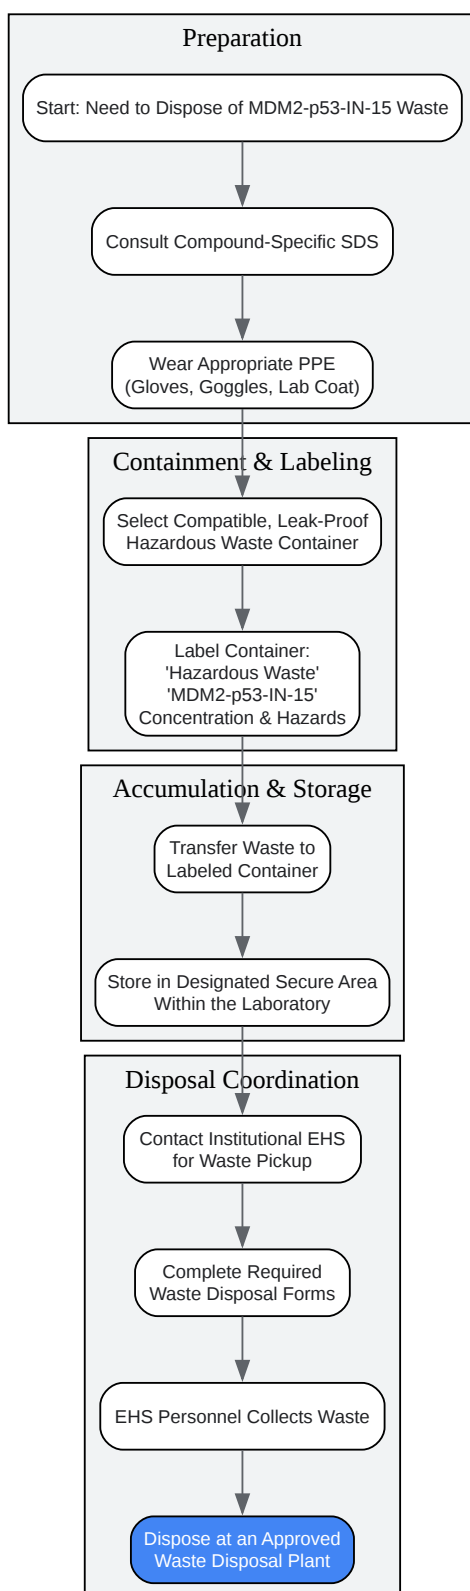 Preparation
Start: Need to Dispose of MDM2-p53-IN-15 Waste
Consult Compound-Specific SDS
Wear Appropriate PPE
(Gloves, Goggles, Lab Coat)
Containment & Labeling
Select Compatible, Leak-Proof
Hazardous Waste Container
Label Container:
'Hazardous Waste'
'MDM2-p53-IN-15'
Concentration & Hazards
Accumulation & Storage
Transfer Waste to
Labeled Container
Store in Designated Secure Area
Within the Laboratory
Disposal Coordination
Contact Institutional EHS
for Waste Pickup
Complete Required
Waste Disposal Forms
EHS Personnel Collects Waste
Dispose at an Approved
Waste Disposal Plant